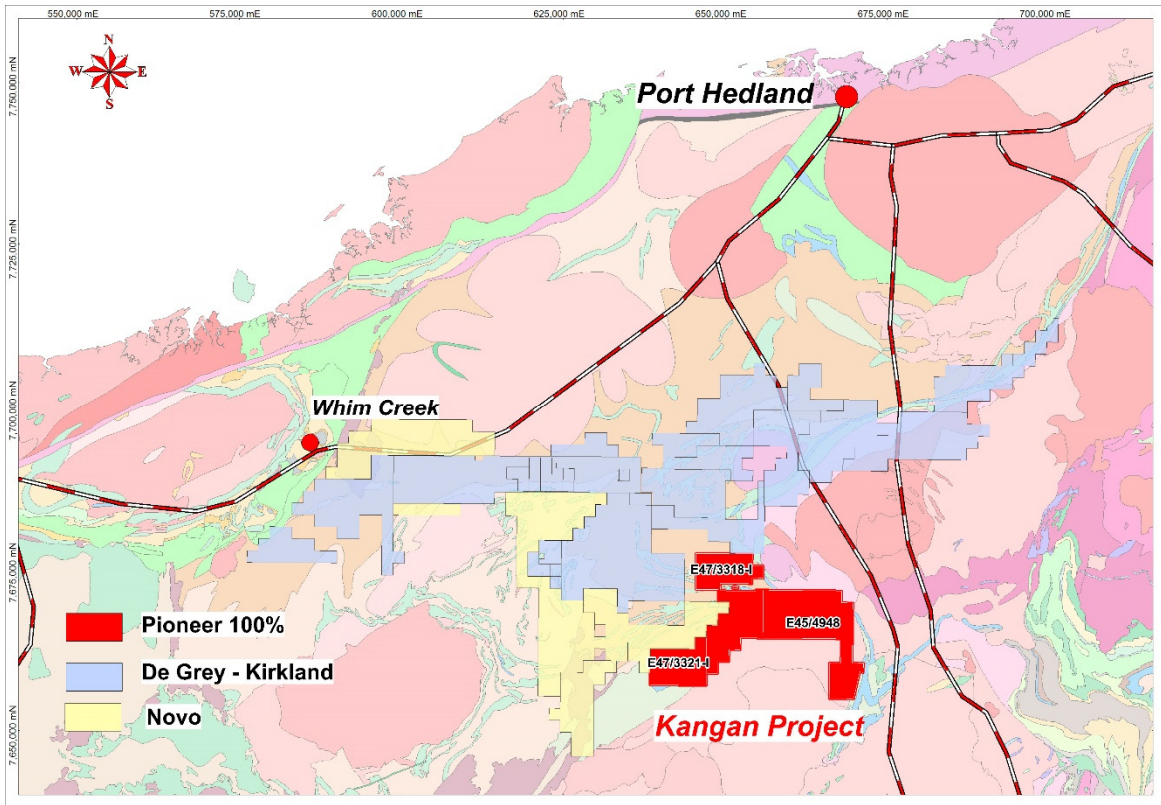 550,000 mE
575,000 mE
600,000 mE
625,000 mE
650,000 mE
675,000 mE
700,000 mE
7,750,000 mN
7,725,000 mN
7,700,000 mN
7,675,000 mN
7,650,000 mN
N
W
E
S
Port Hedland
Whim Creek
E47/3318-I
E45/4948
E47/3321-I
Kangan Project
Pioneer 100%
De Grey - Kirkland
Novo